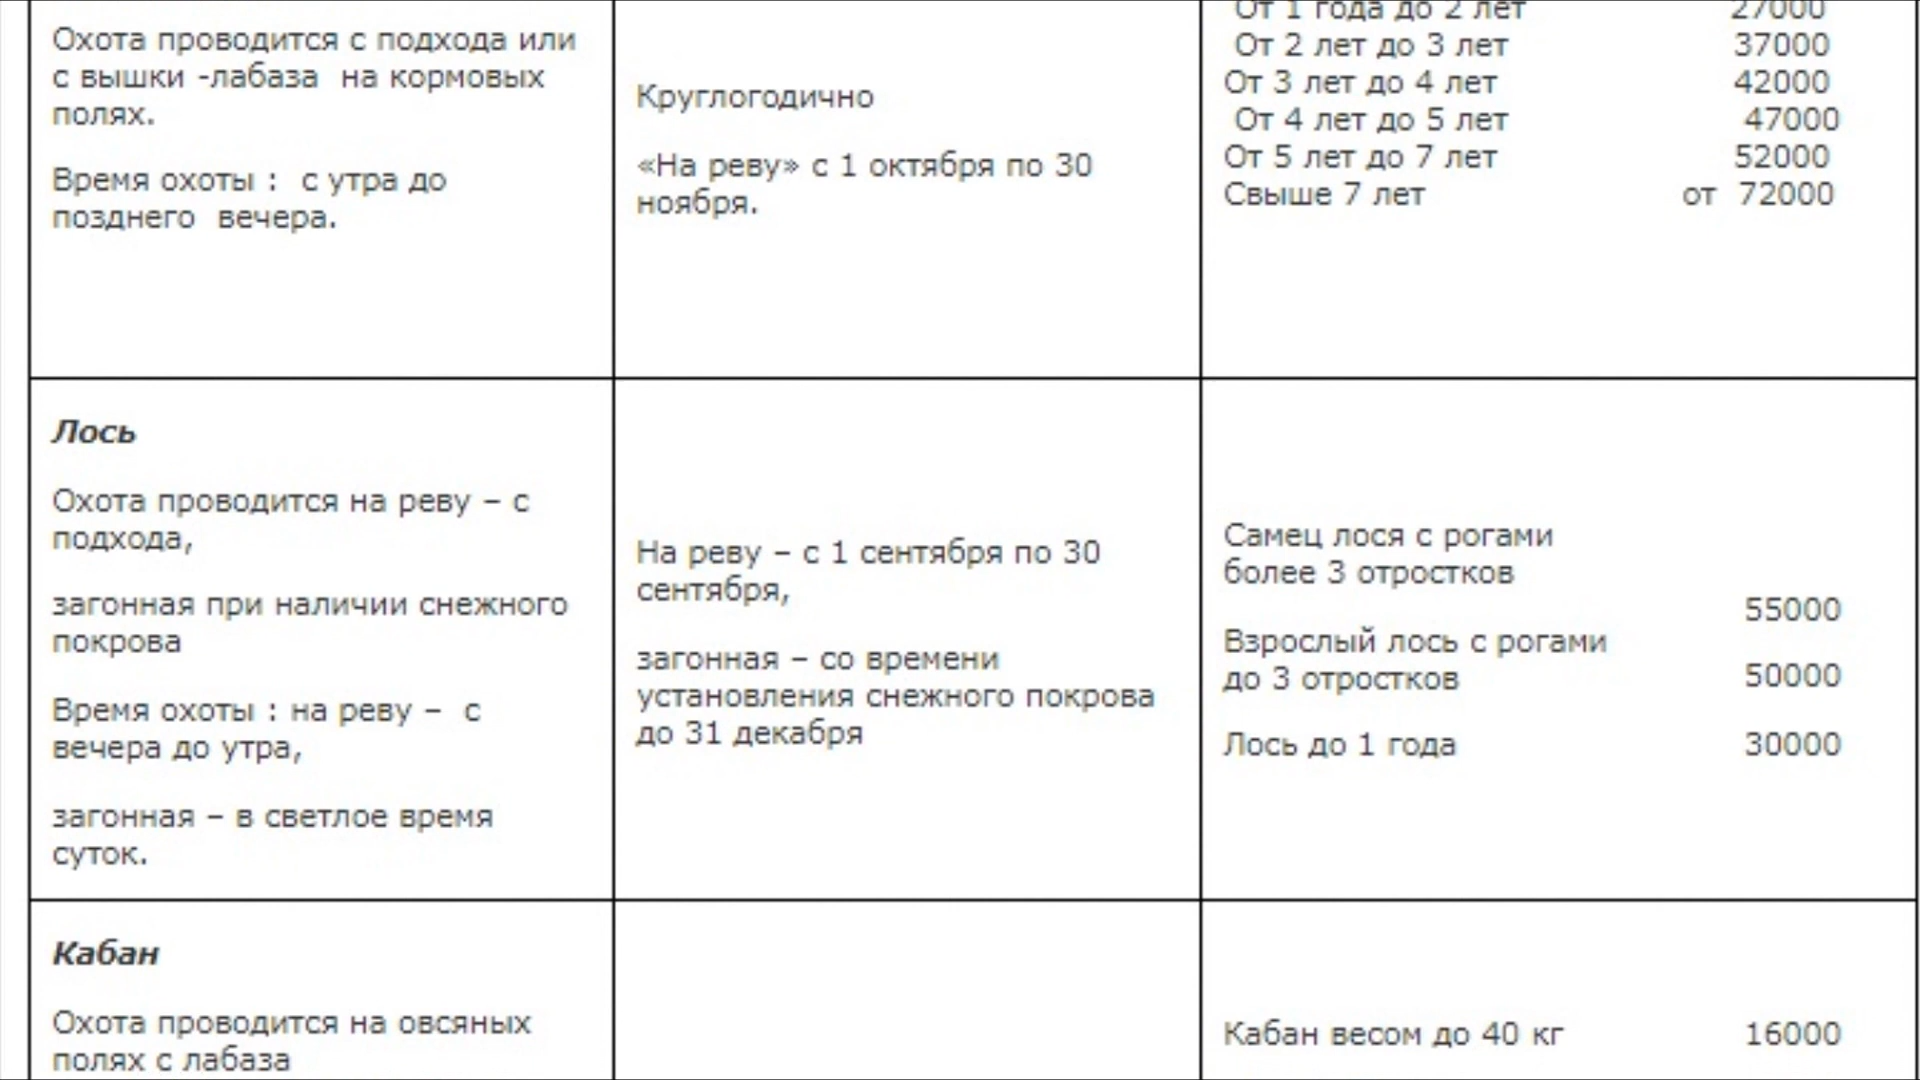 Охота проводится с подхода или
с вышки -лабаза на кормовых
полях.
Время охоты : с утра до
позднего вечера.
Круглогодично
«На реву» с 1 октября по 30
ноября.
От 1 года до 2 лет 27000
От 2 лет до 3 лет 37000
От 3 лет до 4 лет 42000
От 4 лет до 5 лет 47000
От 5 лет до 7 лет 52000
Свыше 7 лет от 72000
Лось
Охота проводится на реву – с
подхода,
загонная при наличии снежного
покрова
Время охоты : на реву – с
вечера до утра,
загонная – в светлое время
суток.
На реву – с 1 сентября по 30
сентября,
загонная – со времени
установления снежного покрова
до 31 декабря
Самец лося с рогами
более 3 отростков
55000
Взрослый лось с рогами
до 3 отростков 50000
Лось до 1 года 30000
Кабан
Охота проводится на овсяных
полях с лабаза
Кабан весом до 40 кг 16000